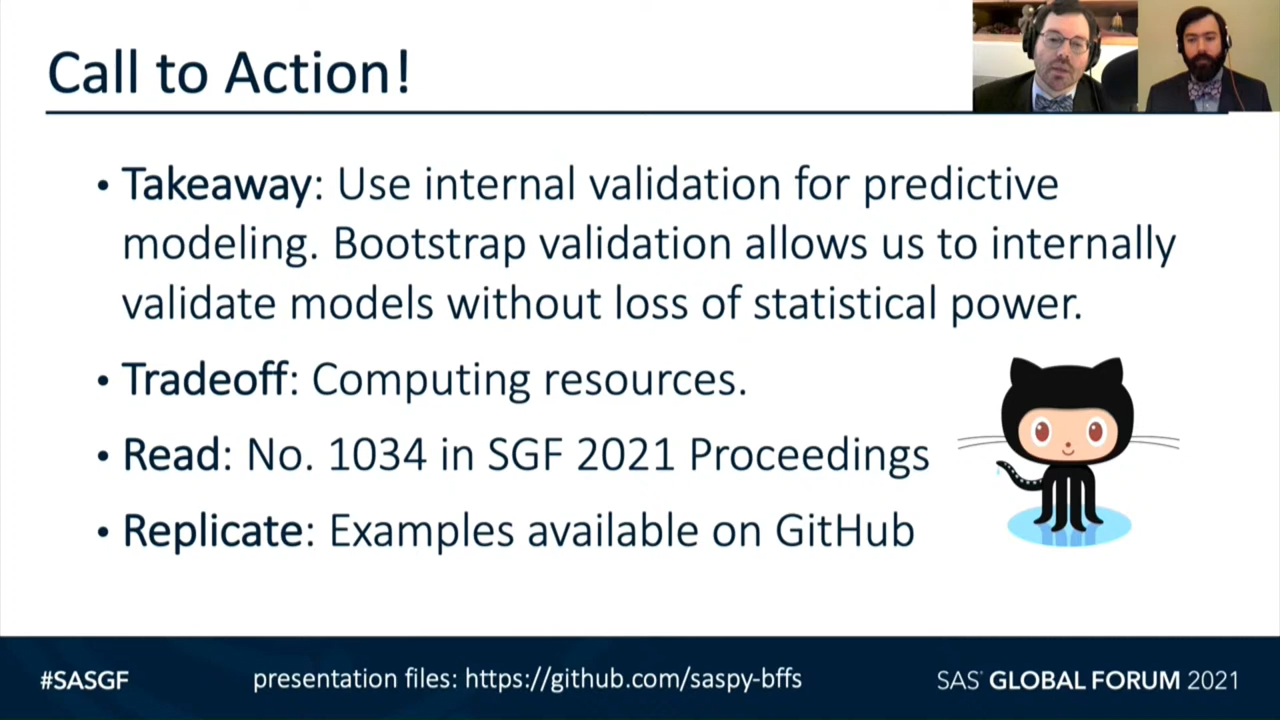 Call to Action!
• Takeaway: Use internal validation for predictive
modeling. Bootstrap validation allows us to internally
validate models without loss of statistical power.
• Tradeoff: Computing resources.
• Read: No. 1034 in SGF 2021 Proceedings
• Replicate: Examples available on GitHub
#SASGF
presentation files: https://github.com/saspy-bffs
SAS® GLOBAL FORUM 2021